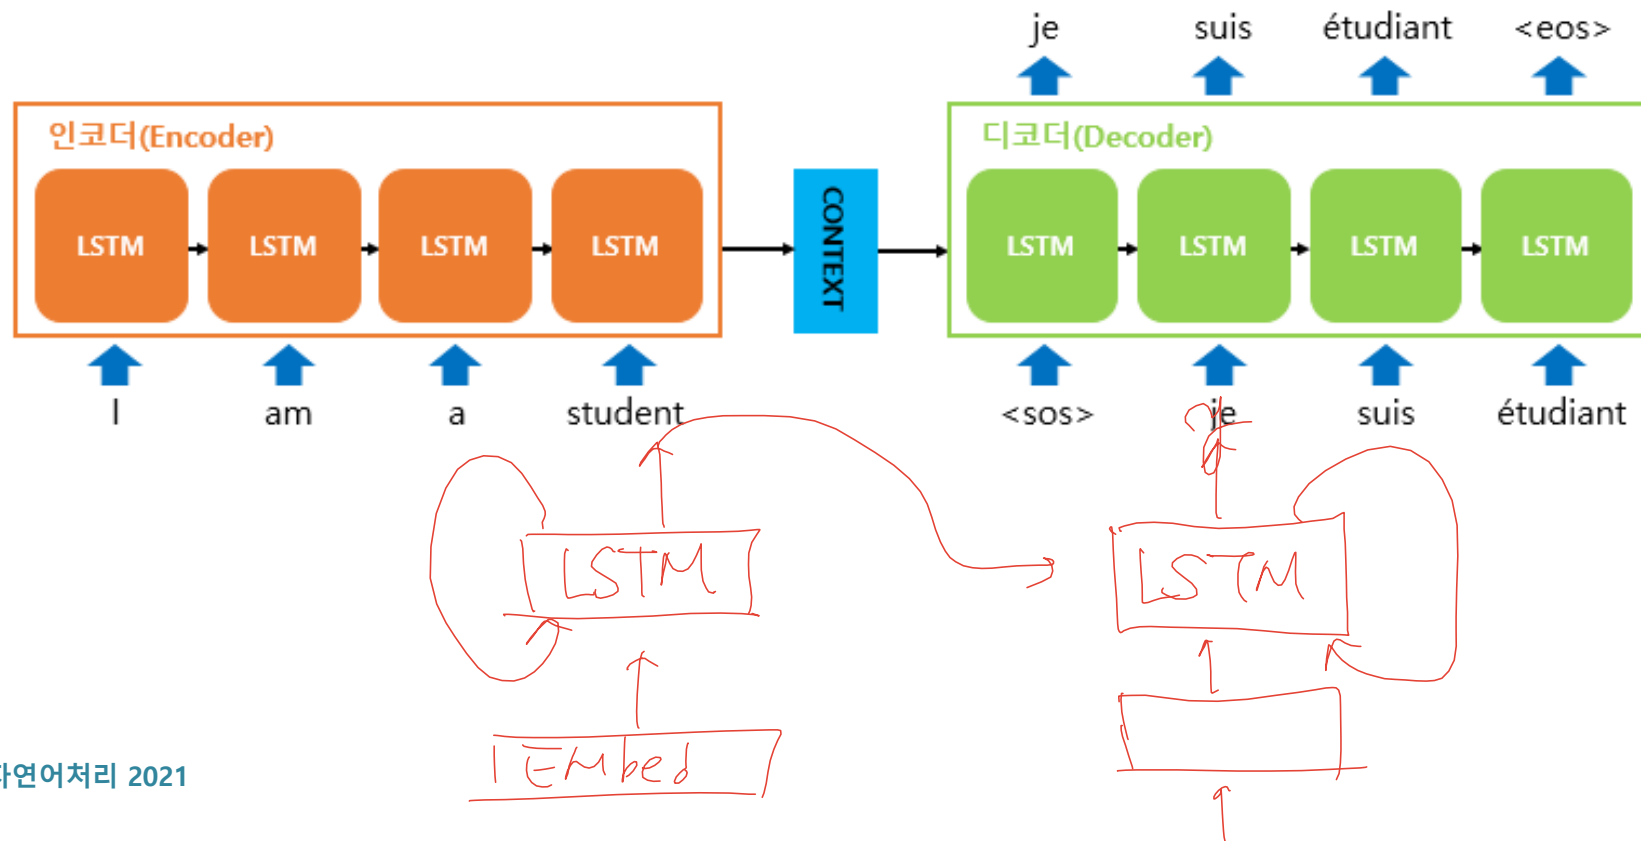 je suis étudiant <eos>
인코더(Encoder)
디코더(Decoder)
LSTM LSTM LSTM LSTM
CONTEXT
LSTM LSTM LSTM LSTM
I am a student
<sos> je suis étudiant
LSTM
LSTM
EMbed
연어처리 2021